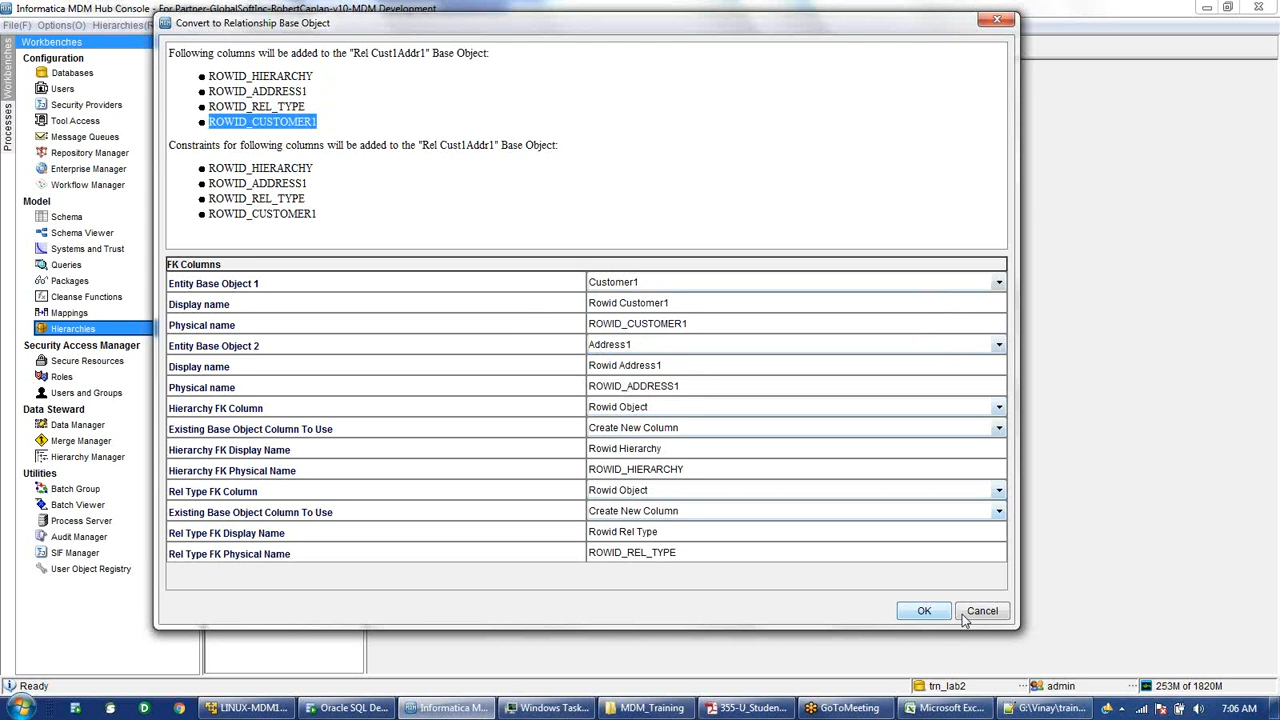 Informatica MDM Hub Console - For Partner-GlobalSoftInc-RobertCaplan-v10-MDM Development
File(F) Options(O) Hierarchies(R
Convert to Relationship Base Object
Workbenches
Processes
Workbenches
Configuration
Databases
Users
Security Providers
Tool Access
Message Queues
Repository Manager
Enterprise Manager
Workflow Manager
Model
Schema
Schema Viewer
Systems and Trust
Queries
Packages
Cleanse Functions
Mappings
Hierarchies
Security Access Manager
Secure Resources
Roles
Users and Groups
Data Steward
Data Manager
Merge Manager
Hierarchy Manager
Utilities
Batch Group
Batch Viewer
Process Server
Audit Manager
SIF Manager
User Object Registry
Following columns will be added to the "Rel Cust1Addr1" Base Object:
ROWID_HIERARCHY
ROWID_ADDRESS1
ROWID_REL_TYPE
ROWID_CUSTOMER1
Constraints for following columns will be added to the "Rel Cust1Addr1" Base Object:
ROWID_HIERARCHY
ROWID_ADDRESS1
ROWID_REL_TYPE
ROWID_CUSTOMER1
FK Columns
Entity Base Object 1 Customer1
Display name Rowid Customer1
Physical name ROWID_CUSTOMER1
Entity Base Object 2 Address1
Display name Rowid Address1
Physical name ROWID_ADDRESS1
Hierarchy FK Column Rowid Object
Existing Base Object Column To Use Create New Column
Hierarchy FK Display Name Rowid Hierarchy
Hierarchy FK Physical Name ROWID_HIERARCHY
Rel Type FK Column Rowid Object
Existing Base Object Column To Use Create New Column
Rel Type FK Display Name Rowid Rel Type
Rel Type FK Physical Name ROWID_REL_TYPE
OK Cancel
Ready trn_lab2 admin 253M of 1820M
LINUX-MDM1... Oracle SQL De... Informatica M... Windows Task... MDM_Training 355-U_Studen... GoToMeeting Microsoft Exc... G:\Vinay\train... 7:06 AM